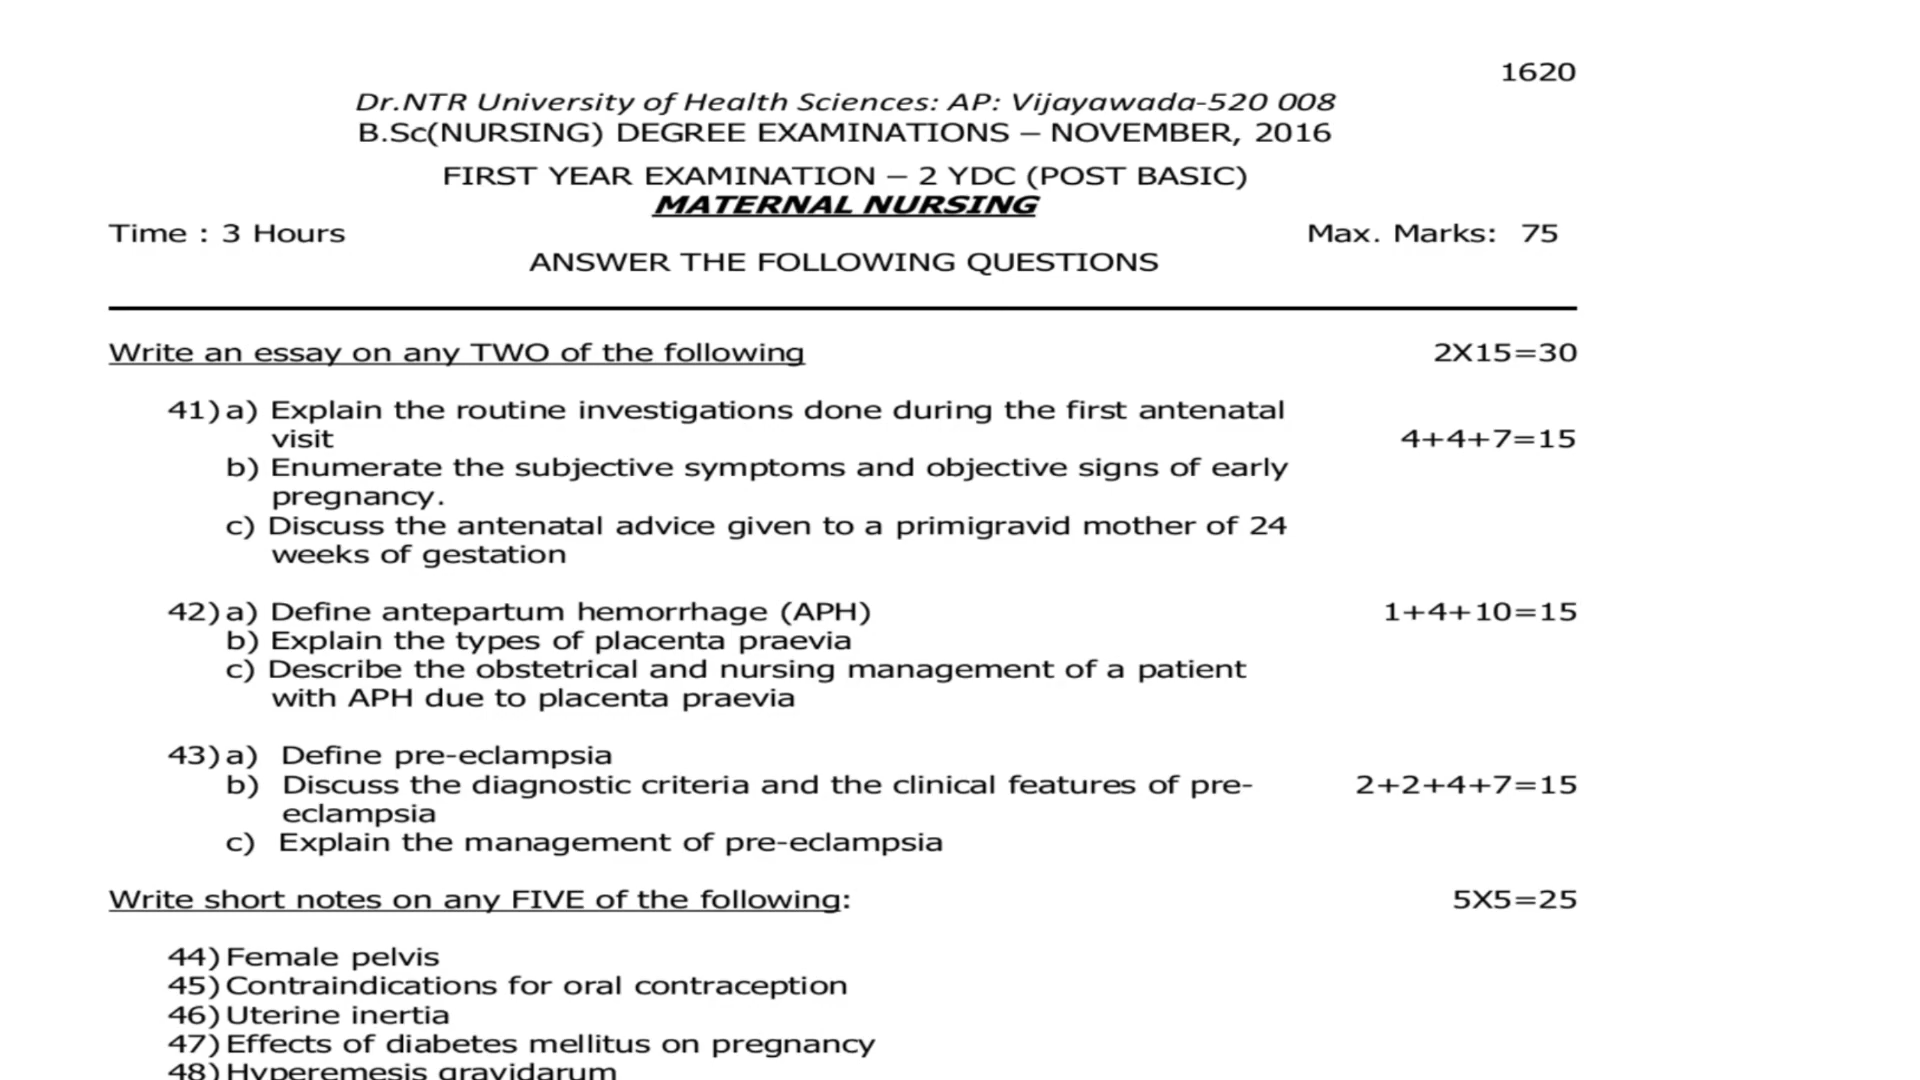 1620
Dr.NTR University of Health Sciences: AP: Vijayawada-520 008
B.Sc(NURSING) DEGREE EXAMINATIONS – NOVEMBER, 2016
FIRST YEAR EXAMINATION – 2 YDC (POST BASIC)
MATERNAL NURSING
Time : 3 Hours Max. Marks: 75
ANSWER THE FOLLOWING QUESTIONS
Write an essay on any TWO of the following 2X15=30
41) a) Explain the routine investigations done during the first antenatal
visit 4+4+7=15
b) Enumerate the subjective symptoms and objective signs of early
pregnancy.
c) Discuss the antenatal advice given to a primigravid mother of 24
weeks of gestation
42) a) Define antepartum hemorrhage (APH) 1+4+10=15
b) Explain the types of placenta praevia
c) Describe the obstetrical and nursing management of a patient
with APH due to placenta praevia
43) a) Define pre-eclampsia
b) Discuss the diagnostic criteria and the clinical features of pre- 2+2+4+7=15
eclampsia
c) Explain the management of pre-eclampsia
Write short notes on any FIVE of the following: 5X5=25
44) Female pelvis
45) Contraindications for oral contraception
46) Uterine inertia
47) Effects of diabetes mellitus on pregnancy
48) Hyperemesis gravidarum